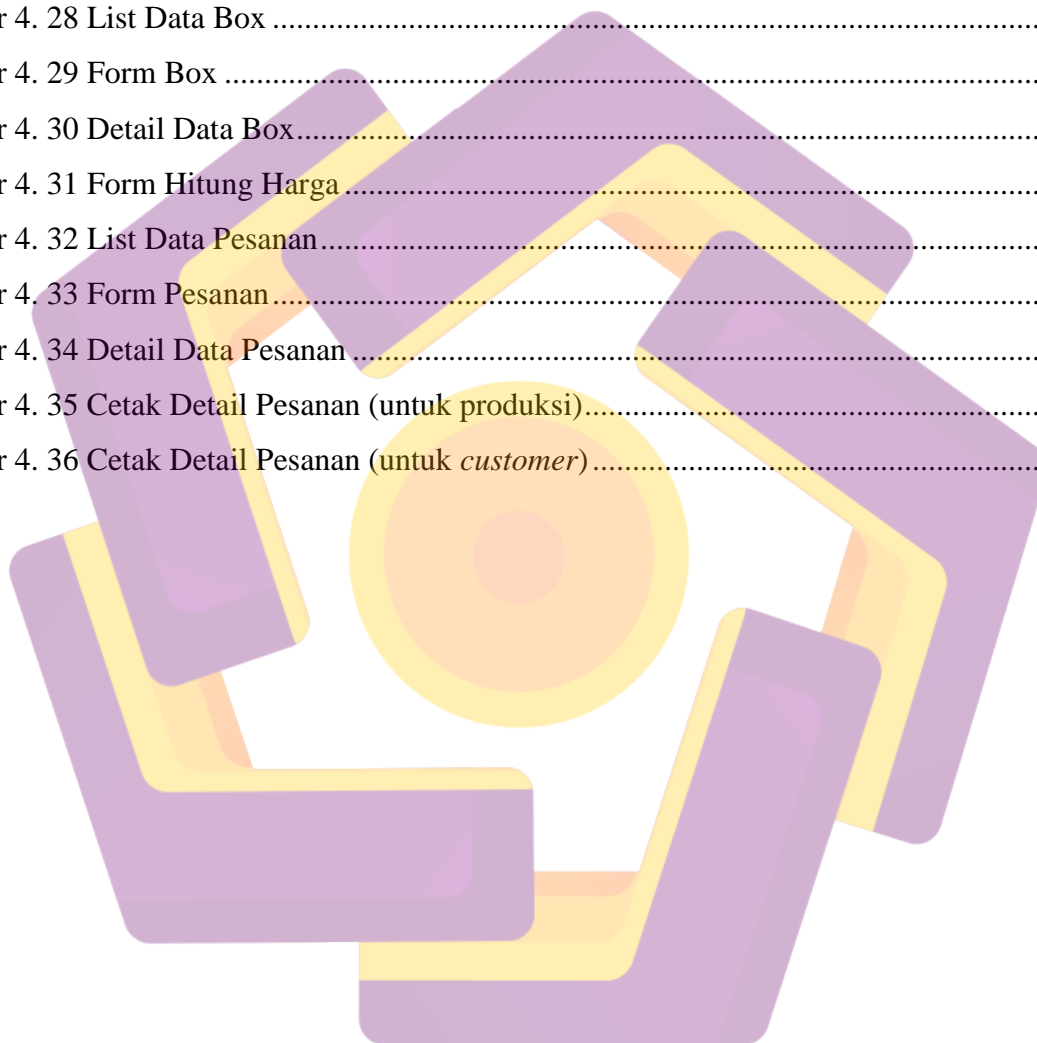 r 4. 28 List Data Box ........................................................................................
r 4. 29 Form Box ........................................................................................
r 4. 30 Detail Data Box........................................................................................
r 4. 31 Form Hitung Harga ........................................................................................
r 4. 32 List Data Pesanan........................................................................................
r 4. 33 Form Pesanan ........................................................................................
r 4. 34 Detail Data Pesanan ........................................................................................
r 4. 35 Cetak Detail Pesanan (untuk produksi)........................................................................................
r 4. 36 Cetak Detail Pesanan (untuk customer) ........................................................................................